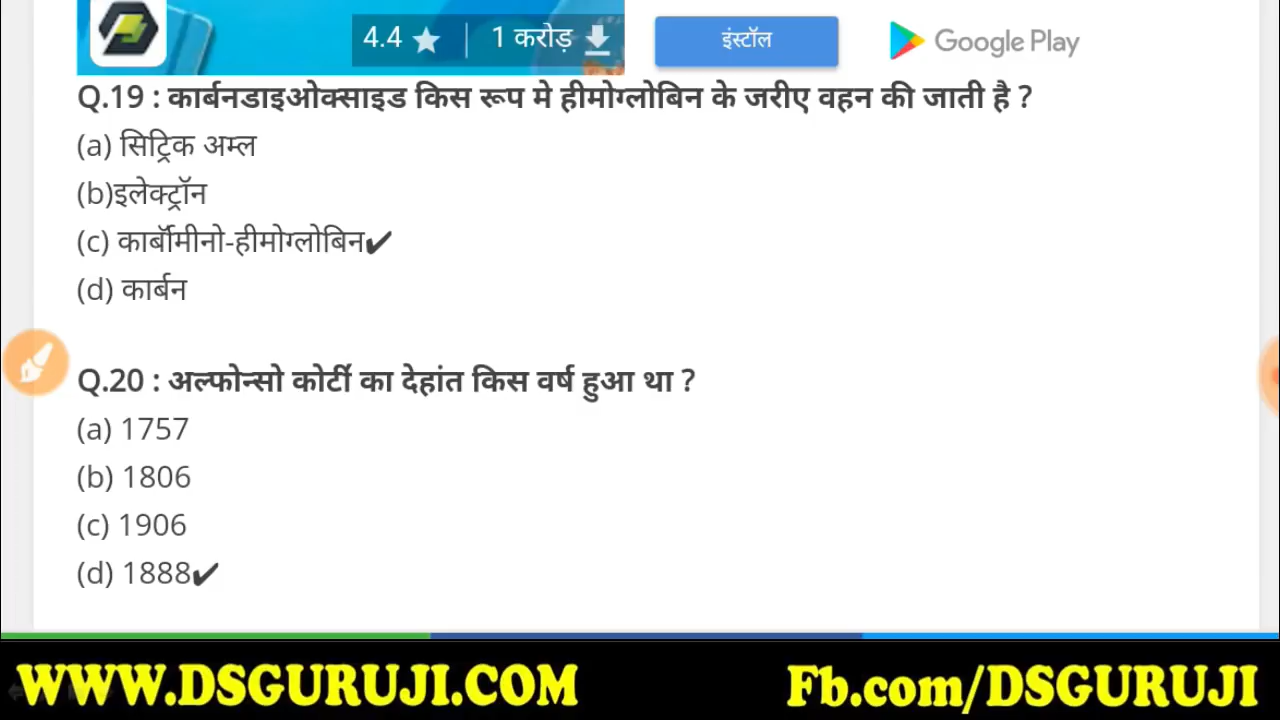 4.4 ★ | 1 करोड़
इंस्टॉल
Google Play
Q.19 : कार्बनडाइओक्साइड किस रूप मे हीमोग्लोबिन के जरीए वहन की जाती है ?
(a) सिट्रिक अम्ल
(b)इलेक्ट्रॉन
(c) कार्बॉमीनो-हीमोग्लोबिन✔
(d) कार्बन
Q.20 : अल्फोन्सो कोर्टी का देहांत किस वर्ष हुआ था ?
(a) 1757
(b) 1806
(c) 1906
(d) 1888✔
WWW.DSGURUJI.COM
Fb.com/DSGURUJI